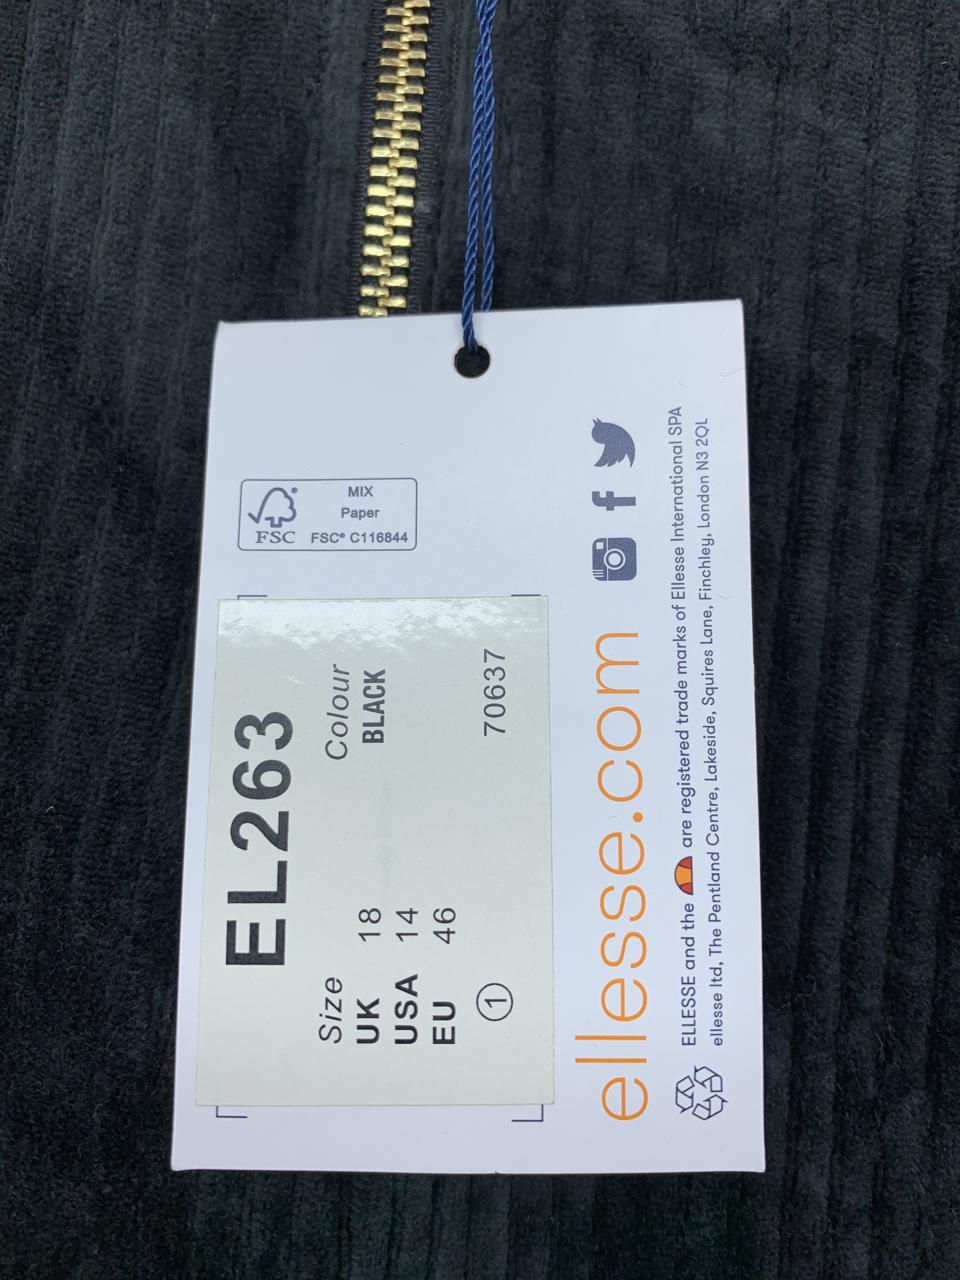 MIX
Paper
FSC® C116844
FSC
EL263
Size
Colour
UK 18
BLACK
USA 14
EU 46
1
70637
ellesse.com
ELLESSE and the are registered trade marks of Ellesse International SPA
ellesse ltd, The Pentland Centre, Lakeside, Squires Lane, Finchley, London N3 2QL